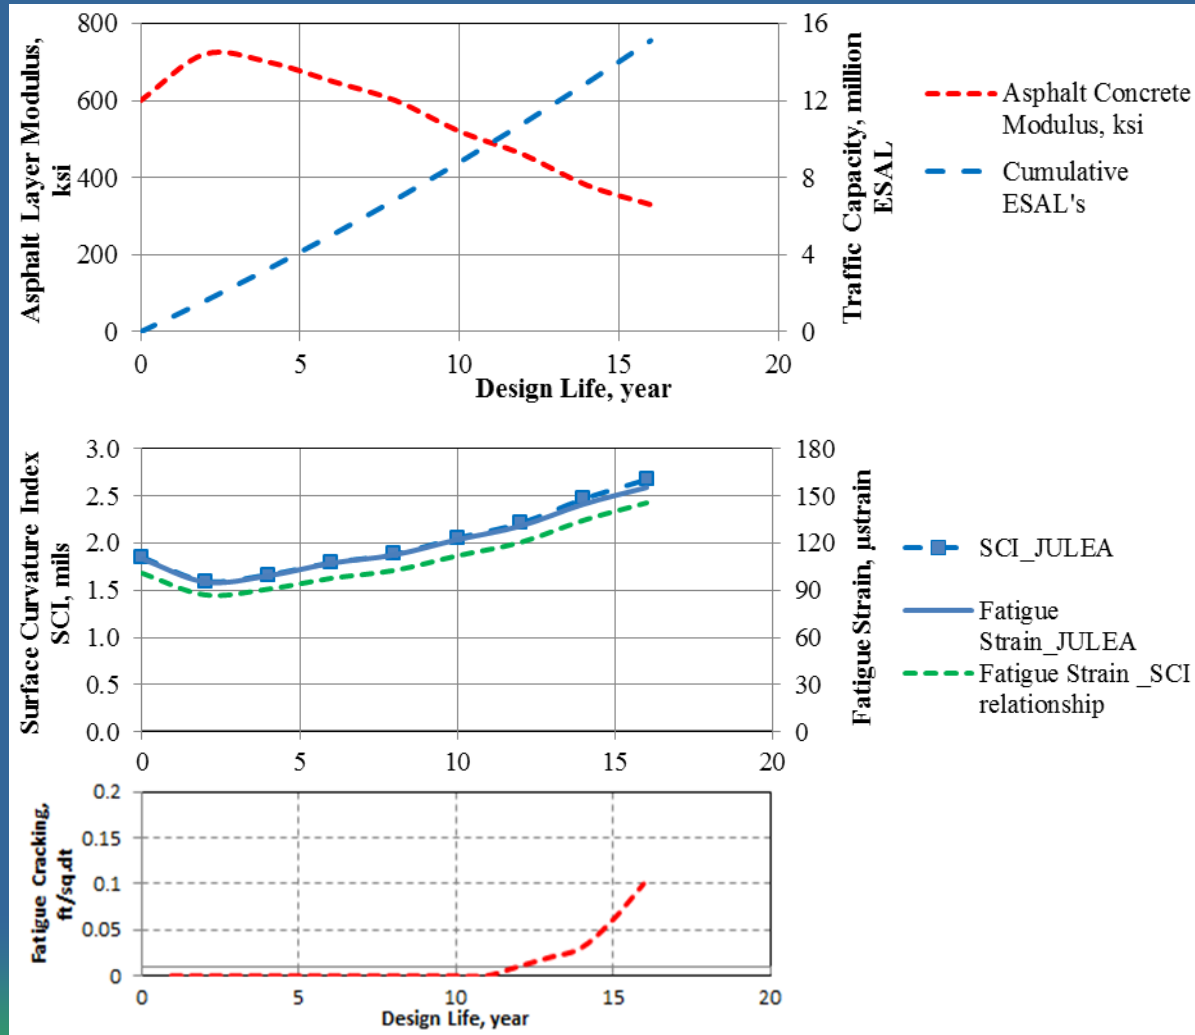 Asphalt Layer Modulus,
ksi
800
600
400
200
0
16
12
8
4
0
Traffic Capacity, million
ESAL
0 5 10 15 20
Design Life, year
Asphalt Concrete
Modulus, ksi
Cumulative
ESAL's
Surface Curvature Index
SCI, mils
3.0
2.5
2.0
1.5
1.0
0.5
0.0
180
150
120
90
60
30
0
Fatigue Strain, µstrain
0 5 10 15 20
SCI_JULEA
Fatigue
Strain_JULEA
Fatigue Strain _SCI
relationship
Fatigue Cracking,
ft/sq.dt
0.2
0.15
0.1
0.05
0
0 5 10 15 20
Design Life, year